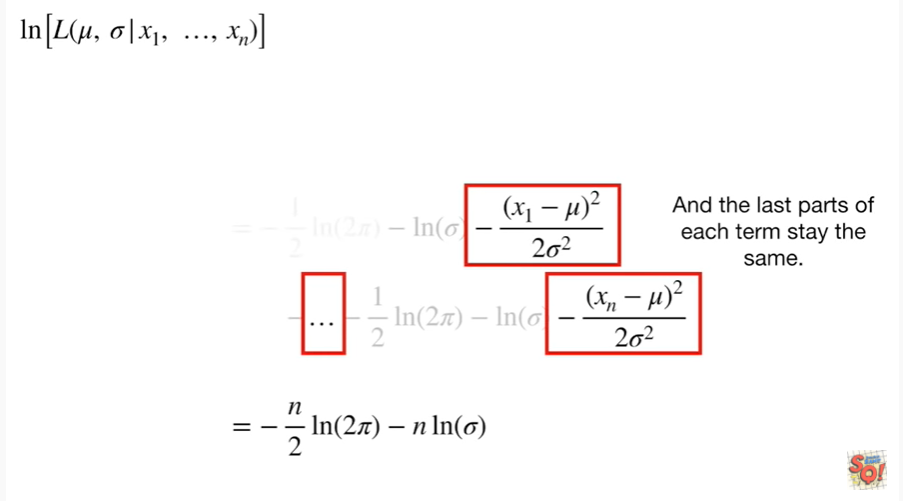 ln[L(μ, σ|x₁, …, xₙ)]
= − 1/2 ln(2π) − ln(σ) − (x₁ − μ)²/2σ²
− … − 1/2 ln(2π) − ln(σ − (xₙ − μ)²/2σ²
And the last parts of
each term stay the
same.
= − n/2 ln(2π) − n ln(σ)
SQ!